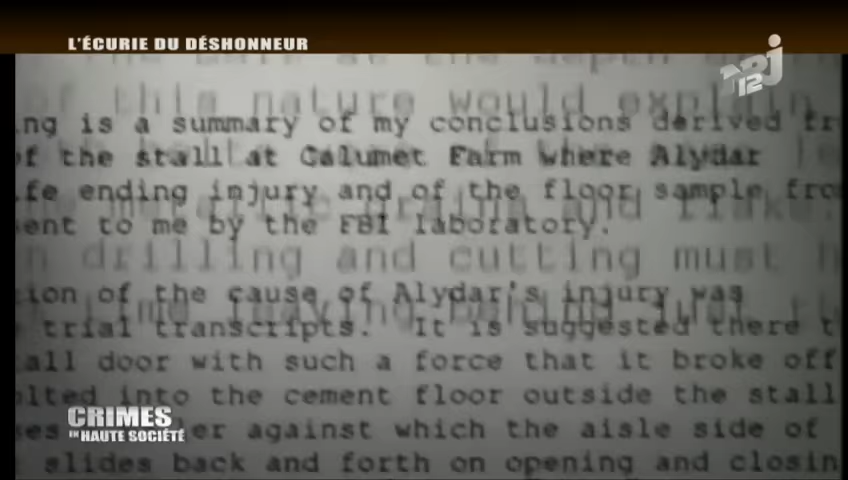 L'ÉCURIE DU DÉSHONNEUR
NRJ 12
of this nature would explain
ng is a summary of my conclusions derived fr
of the stall at Calumet Farm where Alydar
fe ending injury and of the floor sample fro
ent to me by the FBI laboratory.
n drilling and cutting must h
ion of the cause of Alydar's injury was
trial transcripts. It is suggested there t
all door with such a force that it broke off
olted into the cement floor outside the stall
CRIMES
EN HAUTE SOCIÉTÉ
er against which the aisle side of
slides back and forth on opening and closin